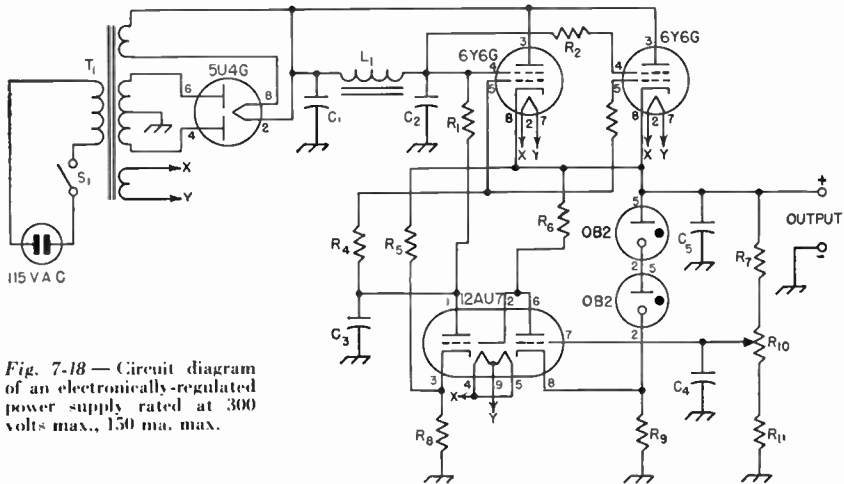 T1
5U4G
6
8
4
2
S1
X
Y
115 V A C
C1
L1
C2
R1
R2
6Y6G
3
4
5
8
2
7
X
Y
6Y6G
3
4
5
8
2
7
X
Y
R4
R5
R6
C3
12AU7
1
2
6
7
3
4
9
5
8
X
Y
R8
R9
5
OB2
2
5
OB2
2
C5
C4
R7
R10
R11
+
OUTPUT
-
Fig. 7-18 — Circuit diagram
of an electronically-regulated
power supply rated at 300
volts max., 150 ma. max.